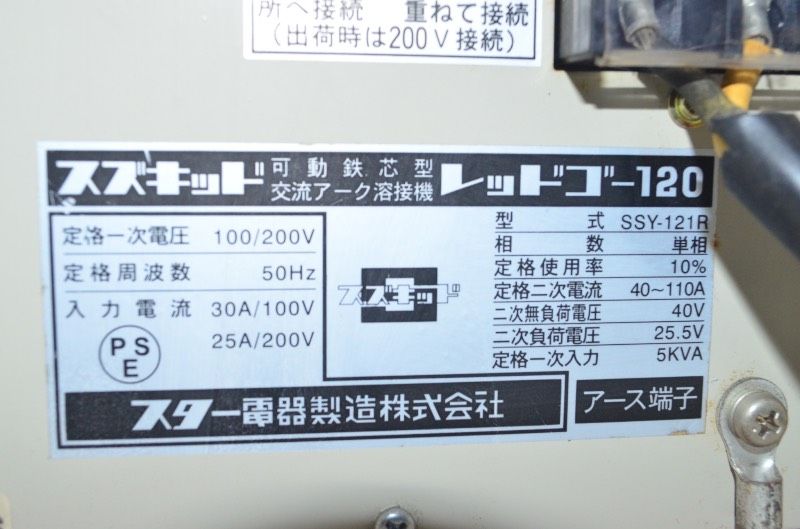 所へ接続 重ねて接続
(出荷時は200V接続)
スズキッド 可動鉄芯型 交流アーク溶接機 レッドゴー120
定格一次電圧 100/200V
定格周波数 50Hz
入力電流 30A/100V
25A/200V
PSE
スズキッド
型式 SSY-121R
相数 単相
定格使用率 10%
定格二次電流 40~110A
二次無負荷電圧 40V
二次負荷電圧 25.5V
定格一次入力 5KVA
スター電器製造株式会社
アース端子